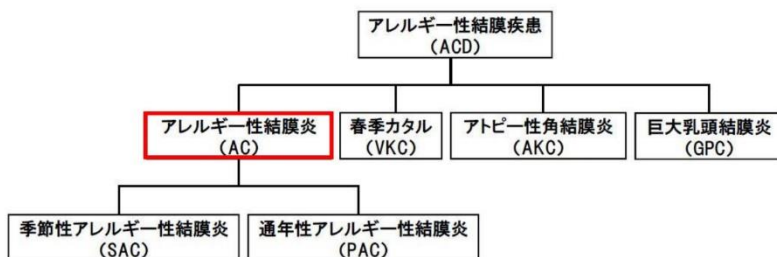 アレルギー性結膜疾患
(ACD)
アレルギー性結膜炎
(AC)
春季カタル
(VKC)
アトピー性角結膜炎
(AKC)
巨大乳頭結膜炎
(GPC)
季節性アレルギー性結膜炎
(SAC)
通年性アレルギー性結膜炎
(PAC)